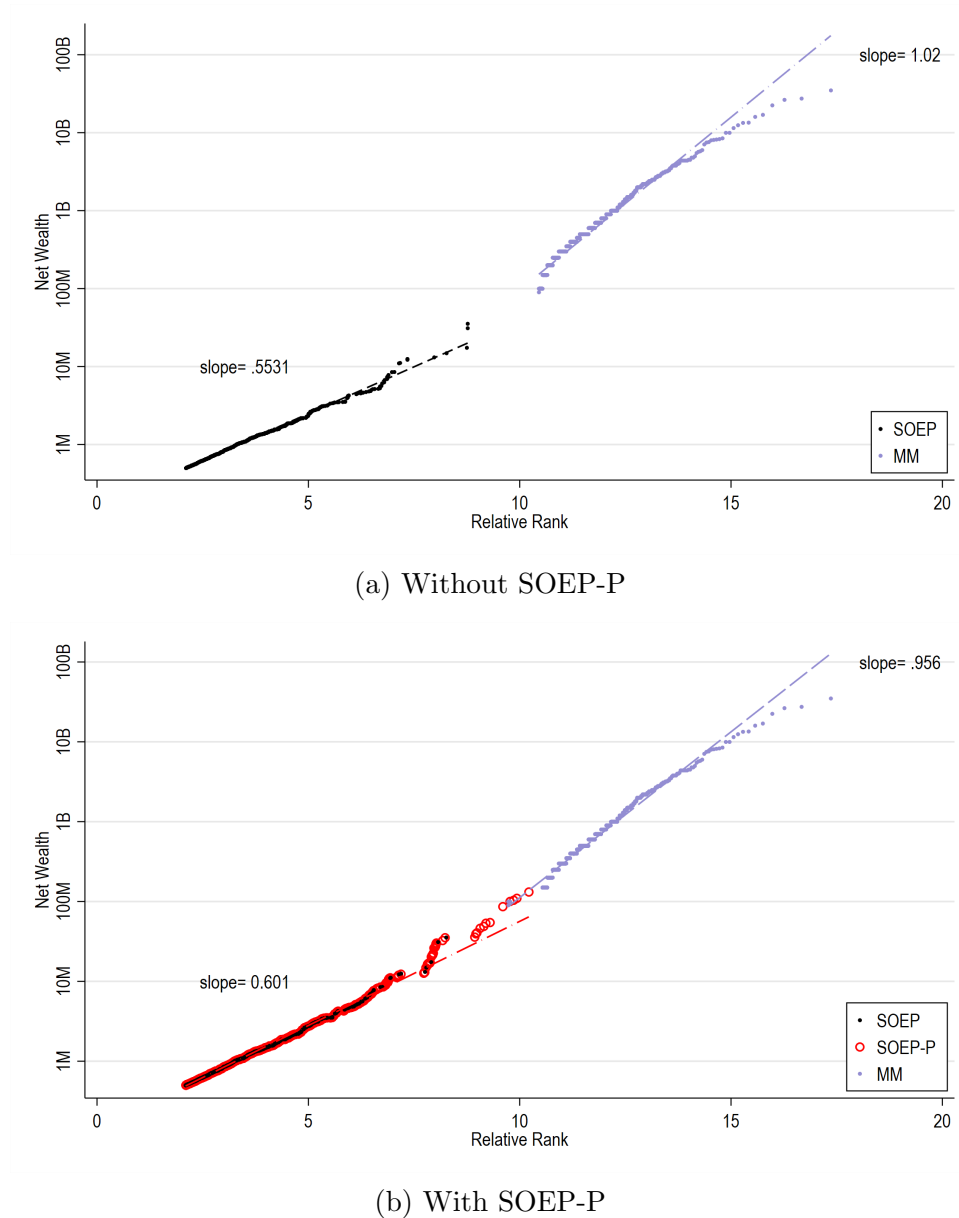 100B
10B
1B
100M
10M
1M
Net Wealth
slope= 1.02
slope= .5531
SOEP
MM
0 5 10 15 20
Relative Rank
(a) Without SOEP-P
100B
10B
1B
100M
10M
1M
Net Wealth
slope= .956
slope= 0.601
SOEP
SOEP-P
MM
0 5 10 15 20
Relative Rank
(b) With SOEP-P